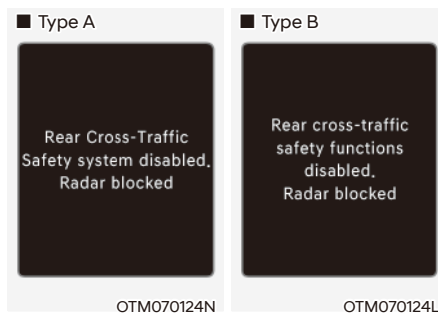 ■ Type A
Rear Cross-Traffic
Safety system disabled.
Radar blocked
OTM070124N
■ Type B
Rear cross-traffic
safety functions
disabled.
Radar blocked
OTM070124L